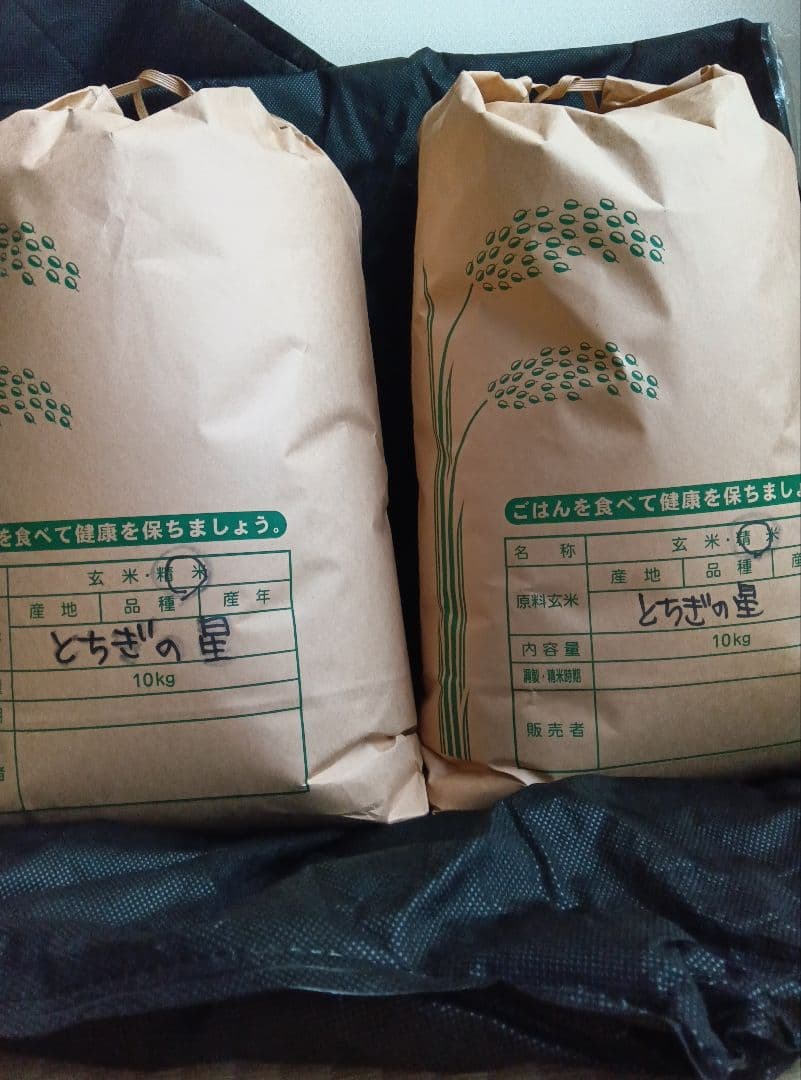 を食べて健康を保ちましょう。
玄米・精米
産地 品種 産年
とちぎの星
10kg
ごはんを食べて健康を保ちましょ
名称 玄米・精米
産地 品種 産
原料玄米 とちぎの星
内容量 10kg
調製・精米時期
販売者